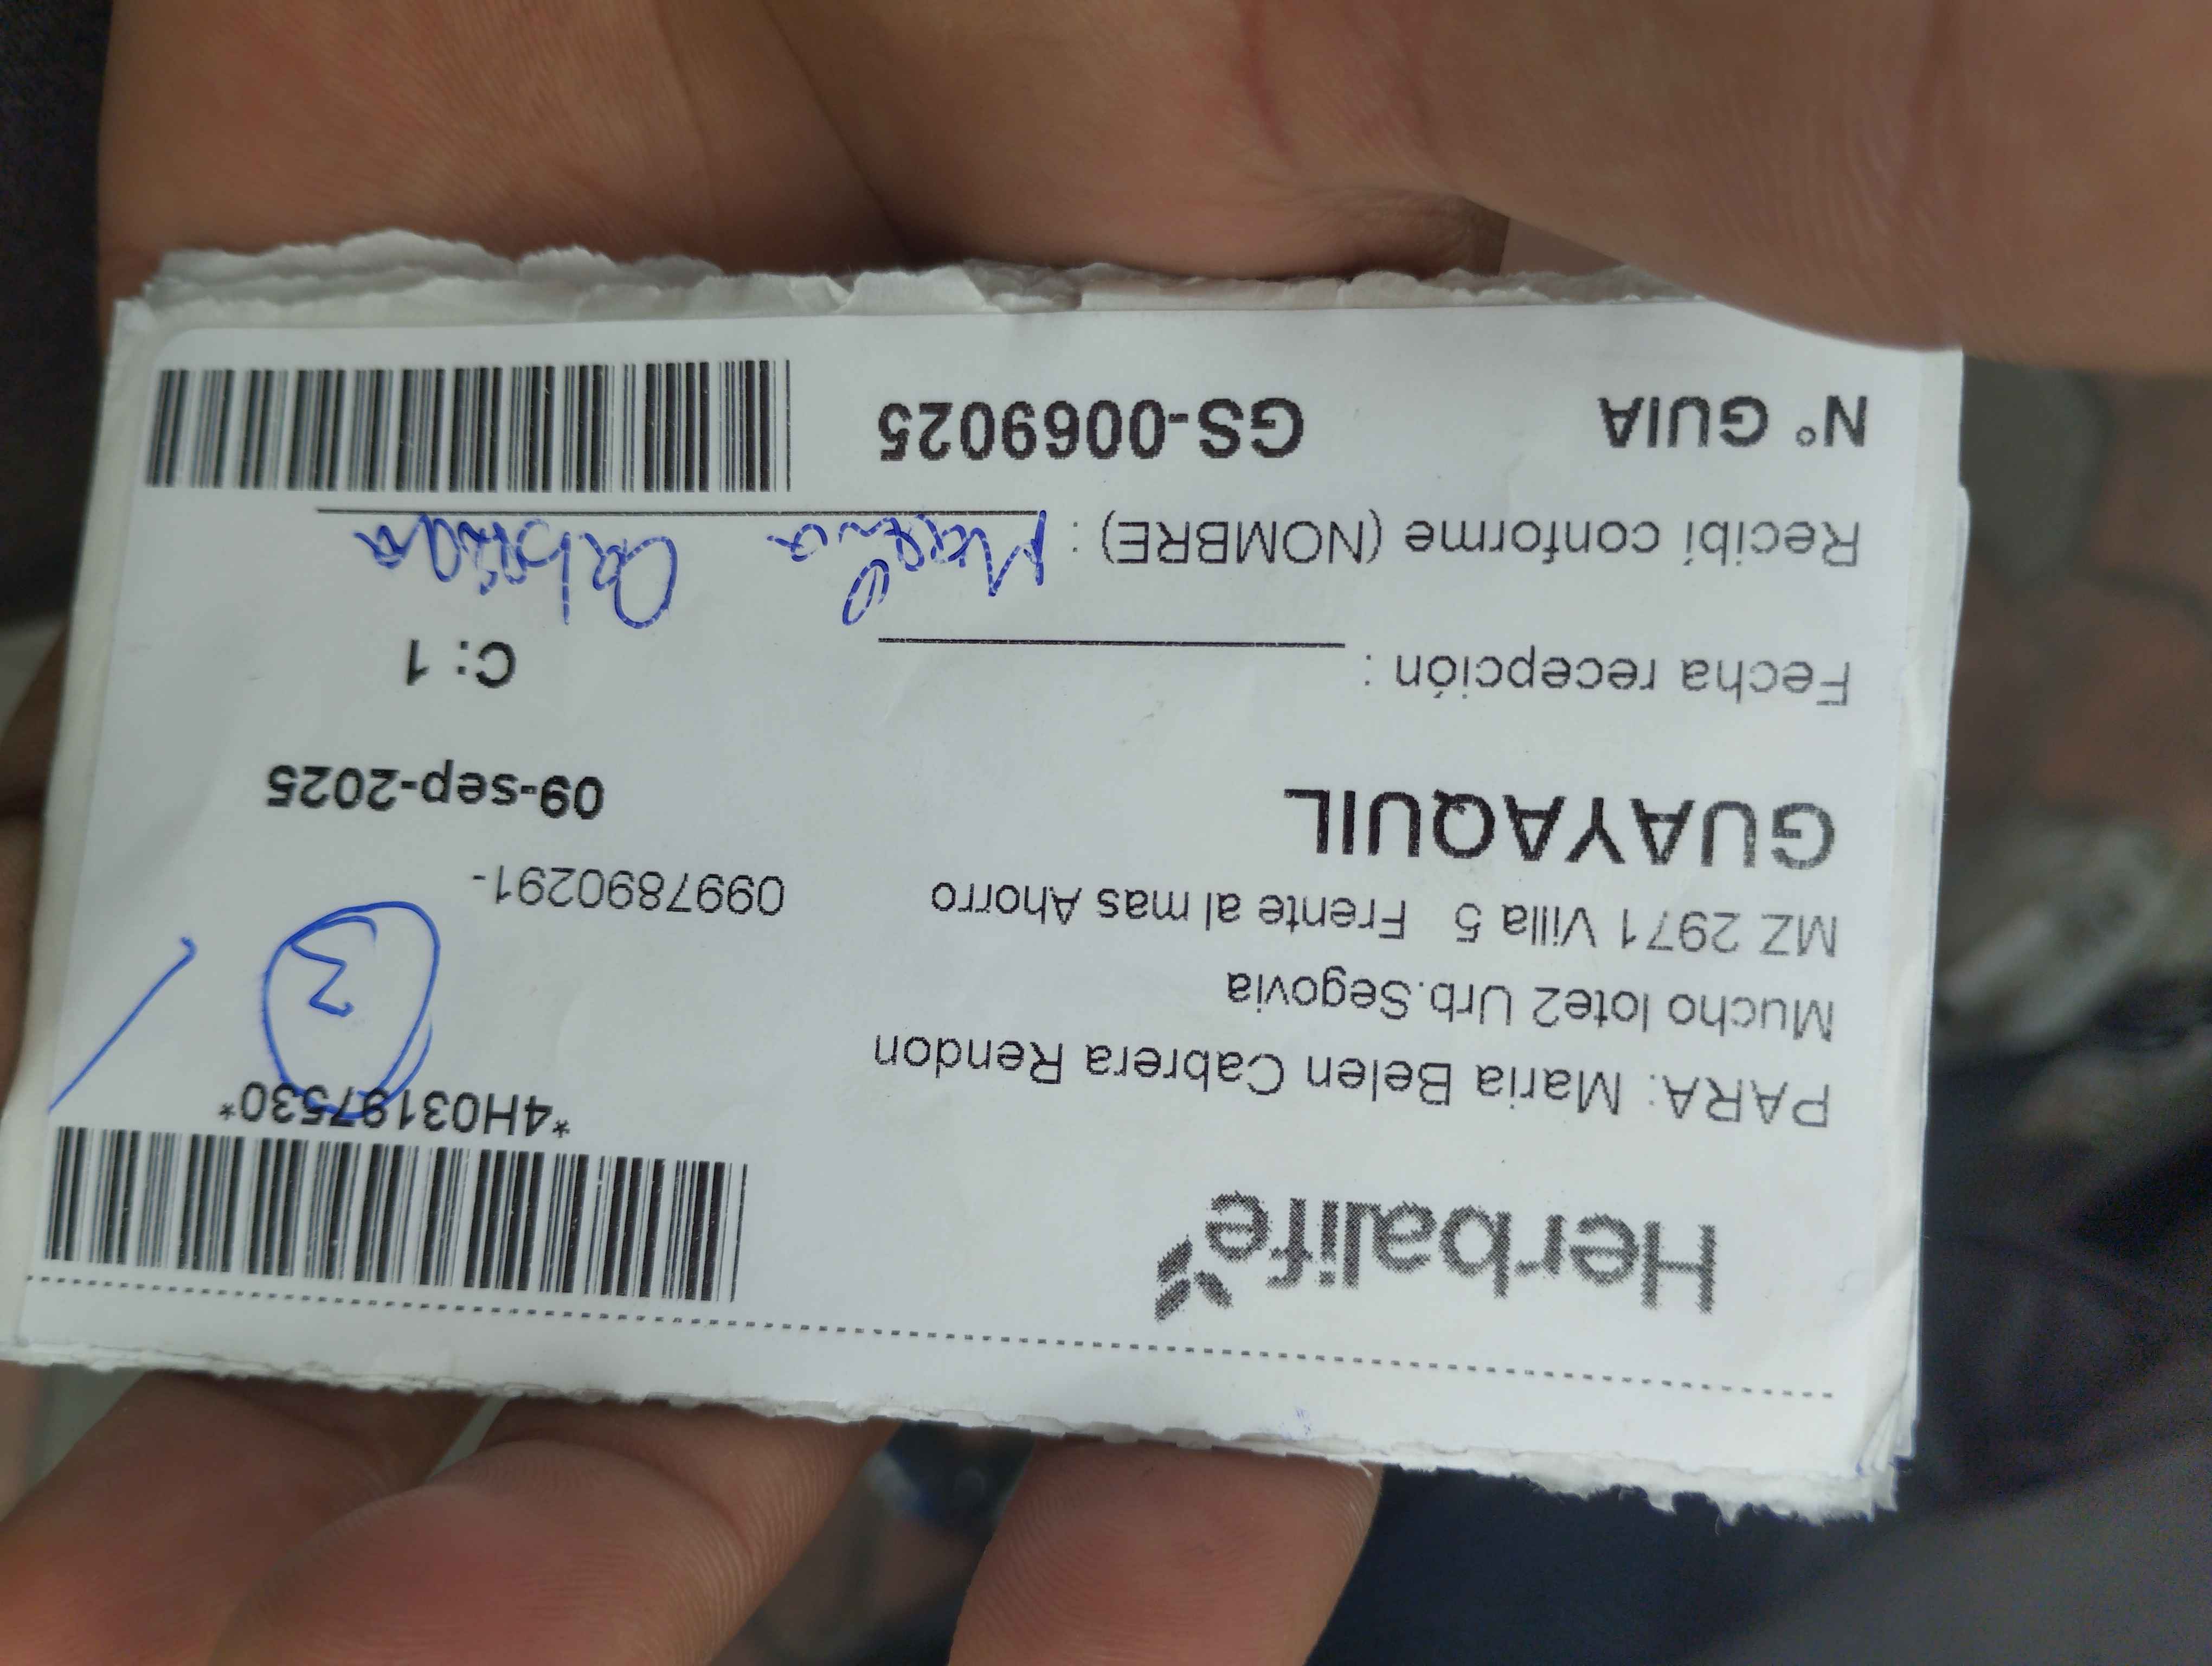 Herbalife
*4H03197530*
PARA: Maria Belen Cabrera Rendon
Mucho lote2 Urb.Segovia
MZ 2971 Villa 5 Frente al mas Ahorro
0997890291-
GUAYAQUIL
09-sep-2025
Fecha recepción :
C: 1
Recibí conforme (NOMBRE) :
N° GUIA GS-0069025